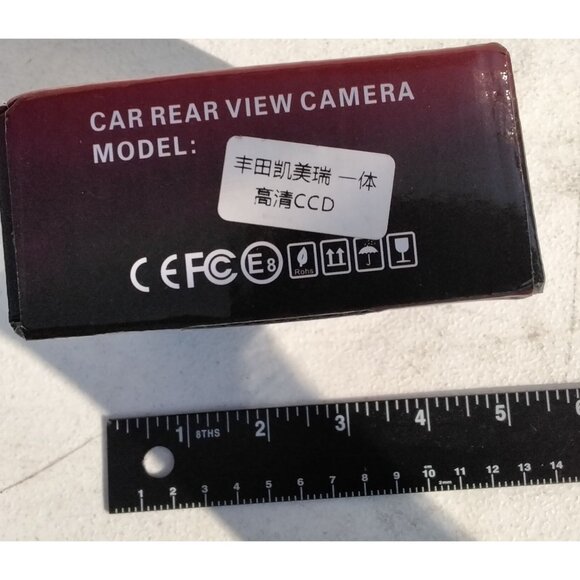 CAR REAR VIEW CAMERA
MODEL:
丰田凯美瑞 一体
高清CCD
CE FC E8 Rohs
1 8THS 2 3 4 5 6
1 2 3 4 5 6 7 8 9 10 11 12 13 14